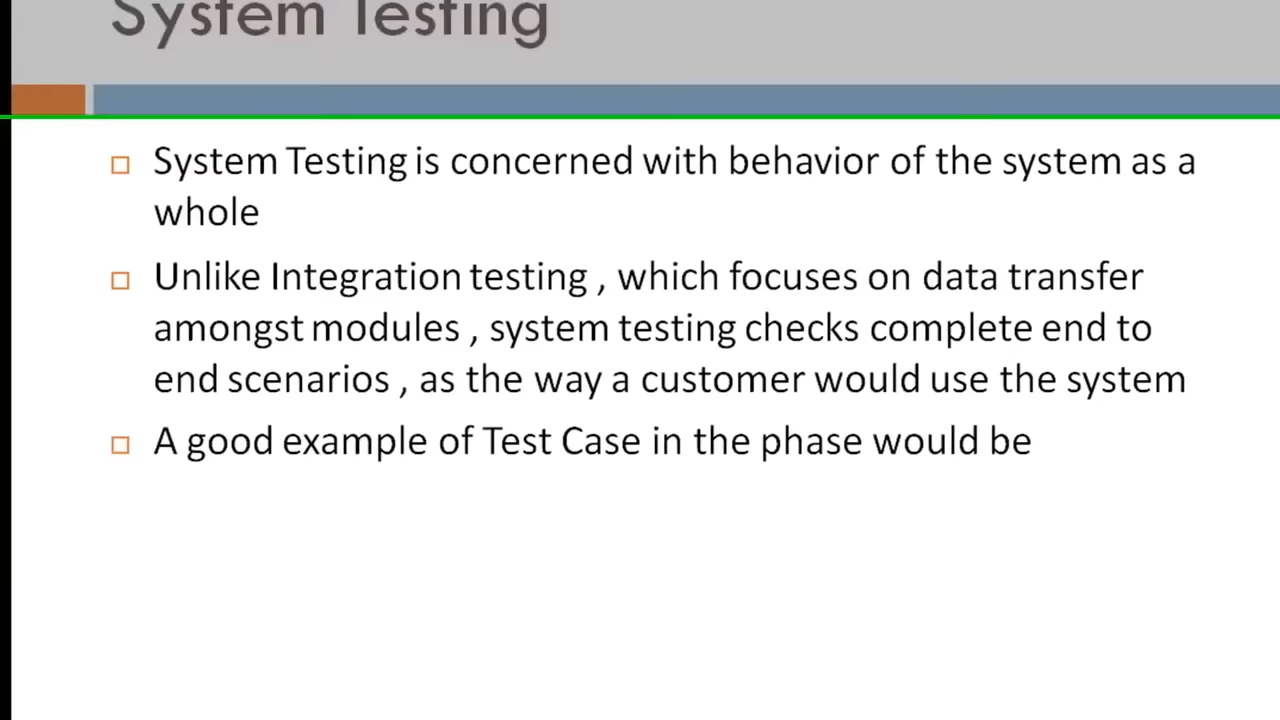 System Testing
System Testing is concerned with behavior of the system as a
whole
Unlike Integration testing , which focuses on data transfer
amongst modules , system testing checks complete end to
end scenarios , as the way a customer would use the system
A good example of Test Case in the phase would be